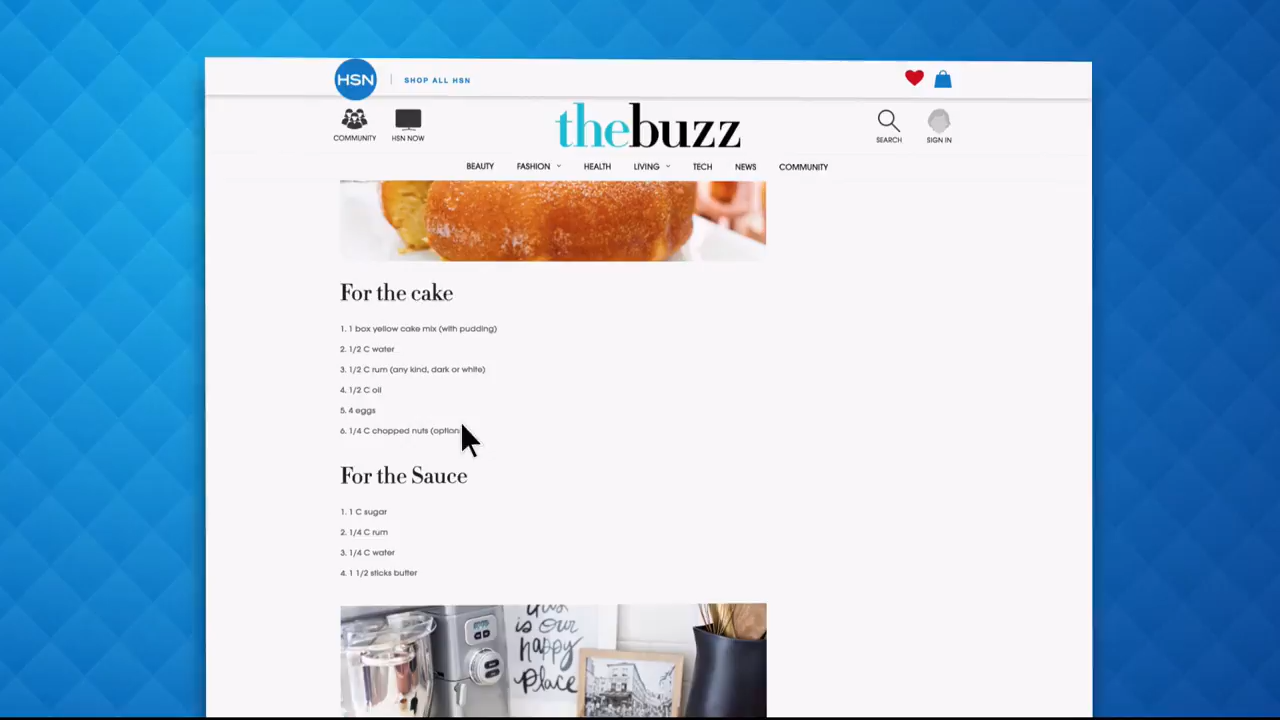 HSN
SHOP ALL HSN
COMMUNITY
HSN NOW
thebuzz
SEARCH
SIGN IN
BEAUTY FASHION HEALTH LIVING TECH NEWS COMMUNITY
For the cake
1. 1 box yellow cake mix (with pudding)
2. 1/2 C water
3. 1/2 C rum (any kind, dark or white)
4. 1/2 C oil
5. 4 eggs
6. 1/4 C chopped nuts (option
For the Sauce
1. 1 C sugar
2. 1/4 C rum
3. 1/4 C water
4. 1 1/2 sticks butter
is our
happy
place